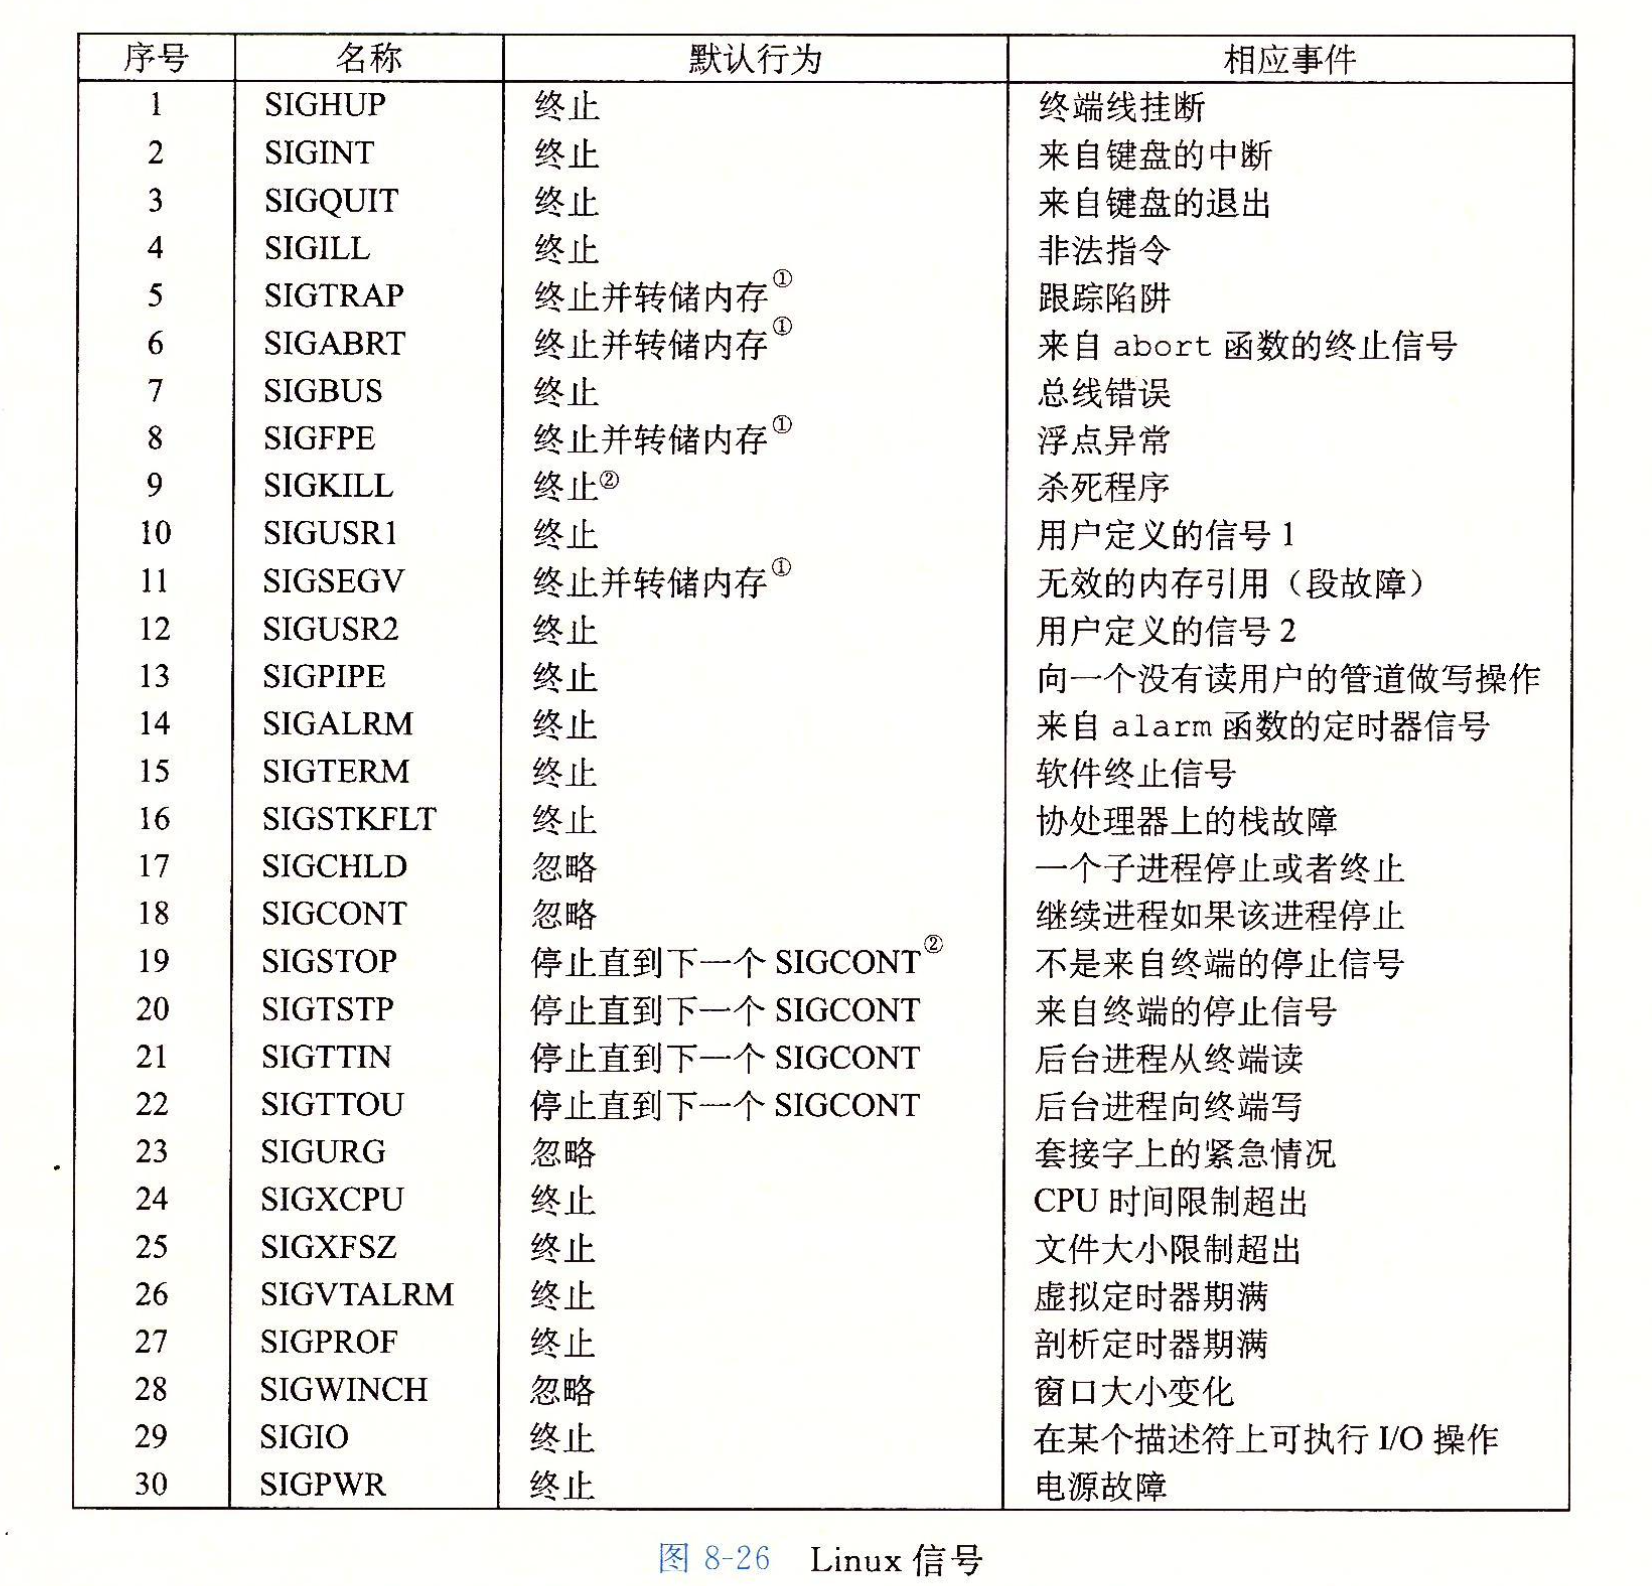 序号 名称 默认行为 相应事件
1 SIGHUP 终止 终端线挂断
2 SIGINT 终止 来自键盘的中断
3 SIGQUIT 终止 来自键盘的退出
4 SIGILL 终止 非法指令
5 SIGTRAP 终止并转储内存① 跟踪陷阱
6 SIGABRT 终止并转储内存① 来自 abort 函数的终止信号
7 SIGBUS 终止 总线错误
8 SIGFPE 终止并转储内存① 浮点异常
9 SIGKILL 终止② 杀死程序
10 SIGUSR1 终止 用户定义的信号 1
11 SIGSEGV 终止并转储内存① 无效的内存引用（段故障）
12 SIGUSR2 终止 用户定义的信号 2
13 SIGPIPE 终止 向一个没有读用户的管道做写操作
14 SIGALRM 终止 来自 alarm 函数的定时器信号
15 SIGTERM 终止 软件终止信号
16 SIGSTKFLT 终止 协处理器上的栈故障
17 SIGCHLD 忽略 一个子进程停止或者终止
18 SIGCONT 忽略 继续进程如果该进程停止
19 SIGSTOP 停止直到下一个 SIGCONT② 不是来自终端的停止信号
20 SIGTSTP 停止直到下一个 SIGCONT 来自终端的停止信号
21 SIGTTIN 停止直到下一个 SIGCONT 后台进程从终端读
22 SIGTTOU 停止直到下一个 SIGCONT 后台进程向终端写
23 SIGURG 忽略 套接字上的紧急情况
24 SIGXCPU 终止 CPU 时间限制超出
25 SIGXFSZ 终止 文件大小限制超出
26 SIGVTALRM 终止 虚拟定时器期满
27 SIGPROF 终止 剖析定时器期满
28 SIGWINCH 忽略 窗口大小变化
29 SIGIO 终止 在某个描述符上可执行 I/O 操作
30 SIGPWR 终止 电源故障
图 8-26 Linux 信号